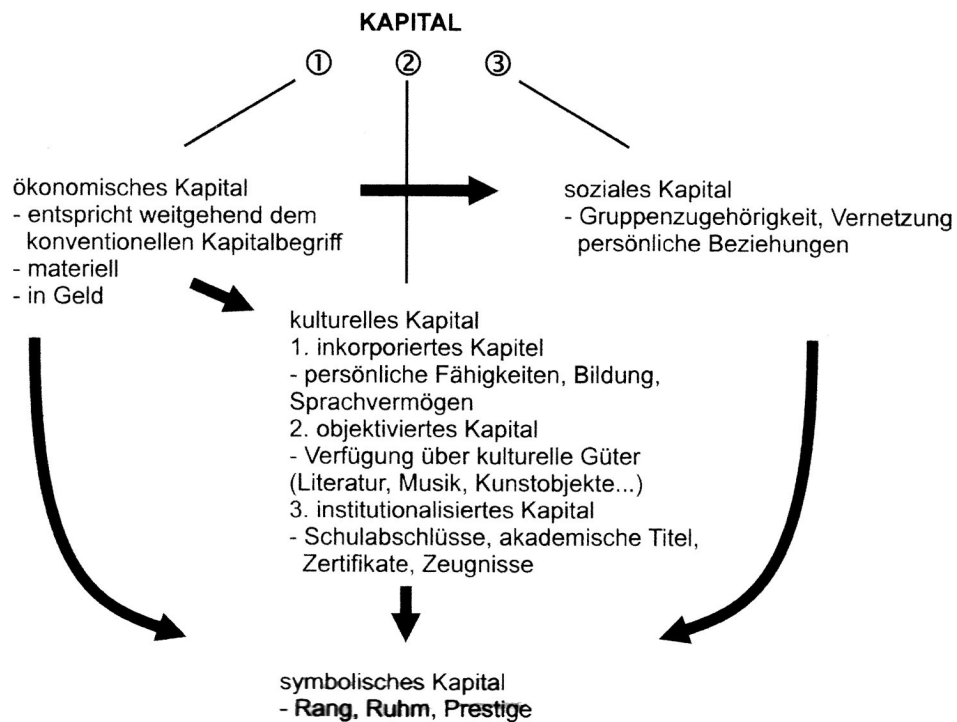 KAPITAL
① ② ③
ökonomisches Kapital
- entspricht weitgehend dem
konventionellen Kapitalbegriff
- materiell
- in Geld
soziales Kapital
- Gruppenzugehörigkeit, Vernetzung
persönliche Beziehungen
kulturelles Kapital
1. inkorporiertes Kapitel
- persönliche Fähigkeiten, Bildung,
Sprachvermögen
2. objektiviertes Kapital
- Verfügung über kulturelle Güter
(Literatur, Musik, Kunstobjekte...)
3. institutionalisiertes Kapital
- Schulabschlüsse, akademische Titel,
Zertifikate, Zeugnisse
symbolisches Kapital
- Rang, Ruhm, Prestige